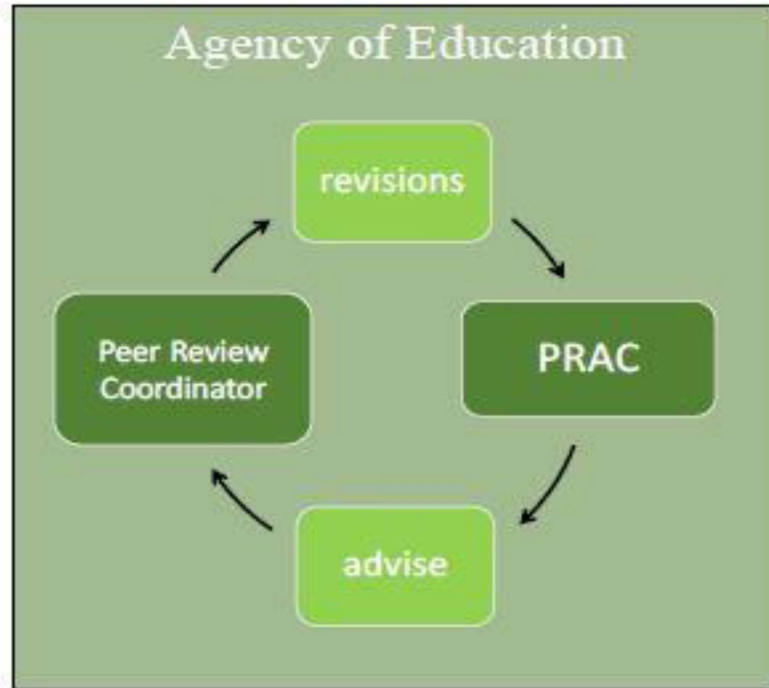 Agency of Education
revisions
Peer Review
Coordinator
PRAC
advise